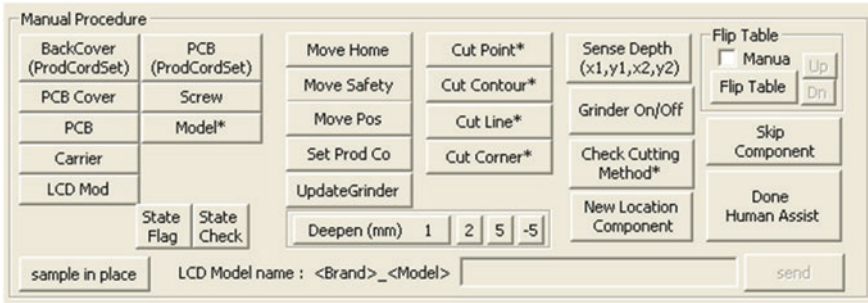 Manual Procedure
BackCover
(ProdCordSet)
PCB
(ProdCordSet)
PCB Cover
Screw
PCB
Model*
Carrier
LCD Mod
State
Flag
State
Check
Move Home
Move Safety
Move Pos
Set Prod Co
UpdateGrinder
Deepen (mm) 1 2 5 -5
Cut Point*
Cut Contour*
Cut Line*
Cut Corner*
Sense Depth
(x1,y1,x2,y2)
Grinder On/Off
Check Cutting
Method*
New Location
Component
Flip Table
Manua
Flip Table
Up
Dn
Skip
Component
Done
Human Assist
sample in place
LCD Model name : <Brand>_<Model>
send